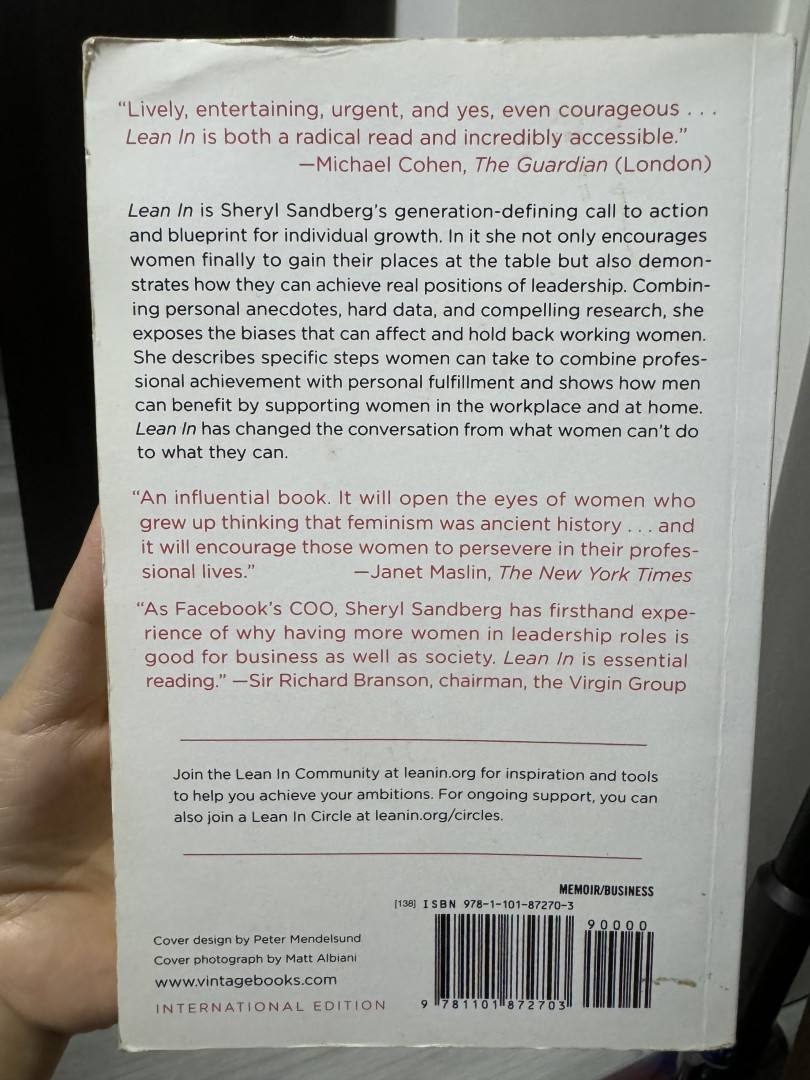 “Lively, entertaining, urgent, and yes, even courageous . . .
Lean In is both a radical read and incredibly accessible.”
—Michael Cohen, The Guardian (London)
Lean In is Sheryl Sandberg’s generation-defining call to action
and blueprint for individual growth. In it she not only encourages
women finally to gain their places at the table but also demon-
strates how they can achieve real positions of leadership. Combin-
ing personal anecdotes, hard data, and compelling research, she
exposes the biases that can affect and hold back working women.
She describes specific steps women can take to combine profes-
sional achievement with personal fulfillment and shows how men
can benefit by supporting women in the workplace and at home.
Lean In has changed the conversation from what women can’t do
to what they can.
“An influential book. It will open the eyes of women who
grew up thinking that feminism was ancient history . . . and
it will encourage those women to persevere in their profes-
sional lives.” —Janet Maslin, The New York Times
“As Facebook’s COO, Sheryl Sandberg has firsthand expe-
rience of why having more women in leadership roles is
good for business as well as society. Lean In is essential
reading.” —Sir Richard Branson, chairman, the Virgin Group
Join the Lean In Community at leanin.org for inspiration and tools
to help you achieve your ambitions. For ongoing support, you can
also join a Lean In Circle at leanin.org/circles.
MEMOIR/BUSINESS
[138] ISBN 978-1-101-87270-3
90000
9 781101 872703
Cover design by Peter Mendelsund
Cover photograph by Matt Albiani
www.vintagebooks.com
INTERNATIONAL EDITION